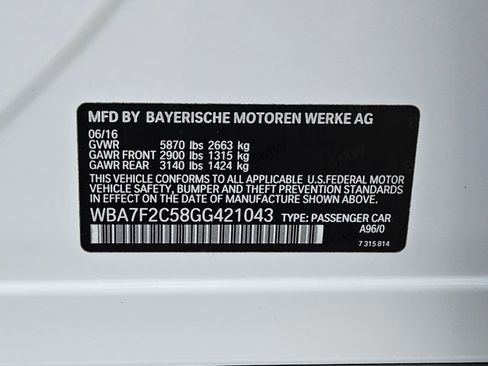 MFD BY BAYERISCHE MOTOREN WERKE AG
06/16
GVWR 5870 lbs 2663 kg
GAWR FRONT 2900 lbs 1315 kg
GAWR REAR 3140 lbs 1424 kg
THIS VEHICLE CONFORMS TO ALL APPLICABLE U.S.FEDERAL MOTOR
VEHICLE SAFETY, BUMPER AND THEFT PREVENTION STANDARDS
IN EFFECT ON THE DATE OF MANUFACTURE SHOWN ABOVE.
WBA7F2C58GG421043 TYPE: PASSENGER CAR
A96/0
7 315 814